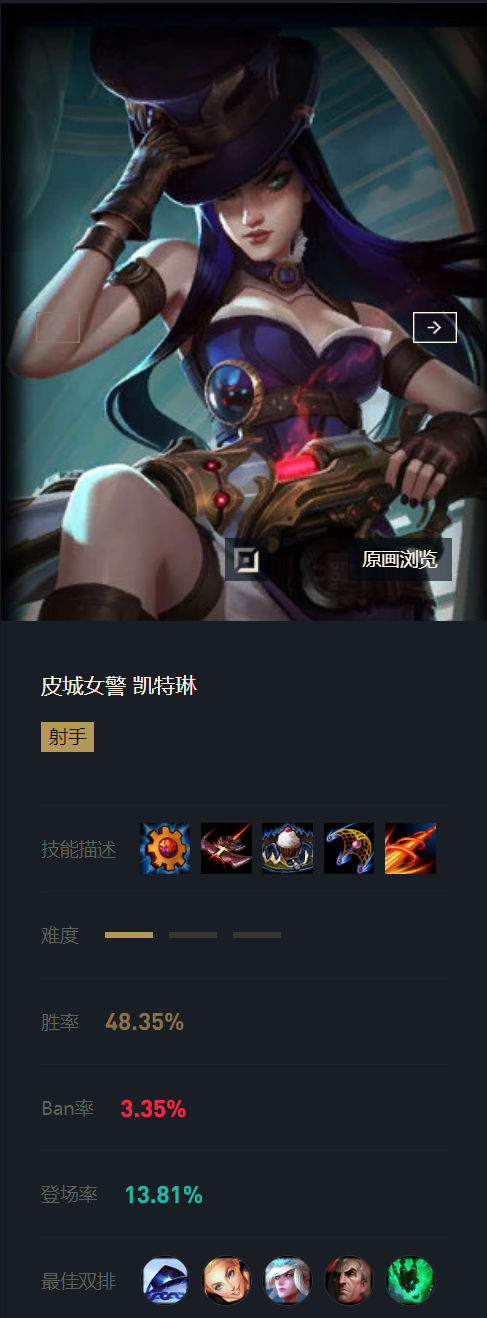 原画浏览
皮城女警 凯特琳
射手
技能描述
难度
胜率 48.35%
Ban率 3.35%
登场率 13.81%
最佳双排